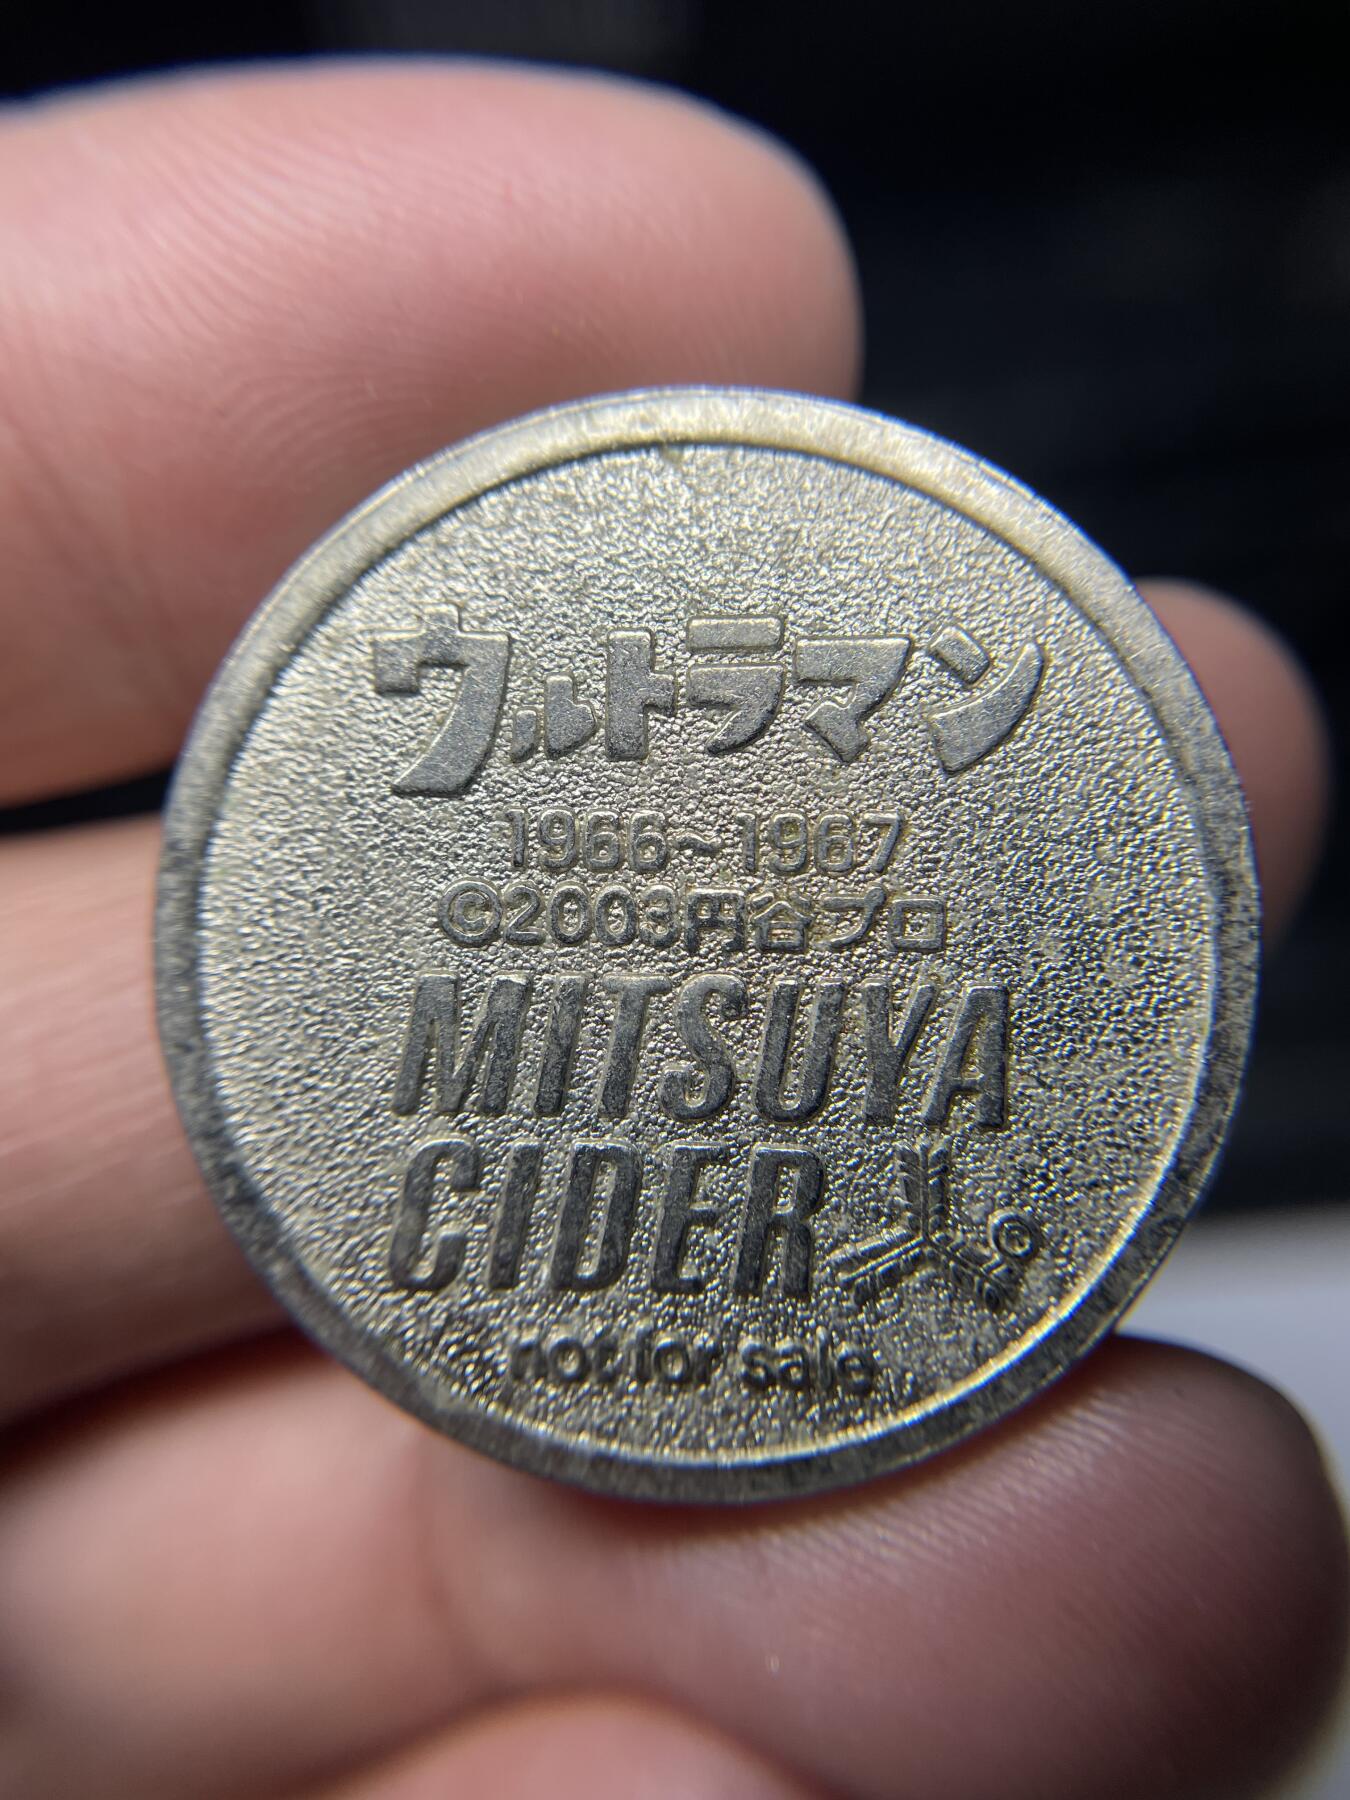 ウルトラマン
1966~1967
©2003円谷プロ
MITSUYA
CIDER ©
not for sale